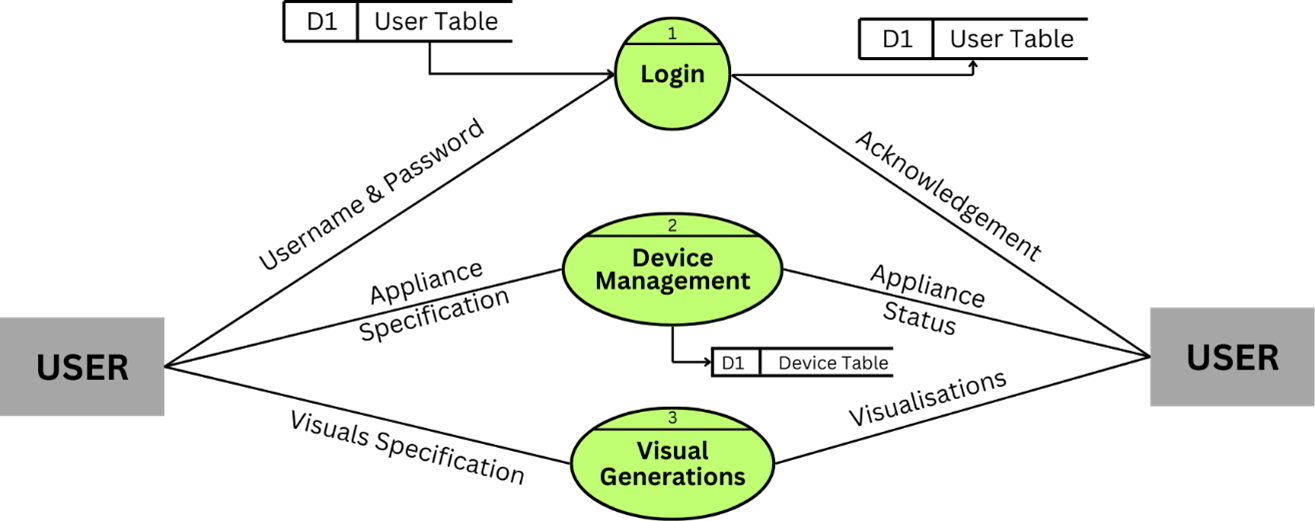 D1 User Table
1
Login
D1 User Table
Username & Password
Acknowledgement
2
Device
Management
Appliance
Specification
Appliance
Status
USER
USER
D1 Device Table
3
Visual
Generations
Visuals Specification
Visualisations